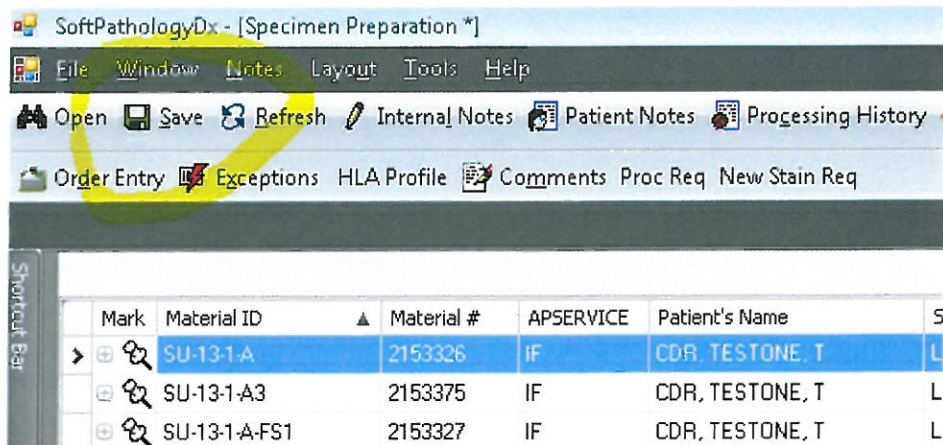 SoftPathologyDx - [Specimen Preparation *]
File Window Notes Layout Tools Help
Open Save Refresh Internal Notes Patient Notes Processing History
Order Entry Exceptions HLA Profile Comments Proc Req New Stain Req
Shortcut Bar
Mark Material ID Material # APSERVICE Patient's Name S
SU-13-1-A 2153326 IF CDR, TESTONE, T L
SU-13-1-A3 2153375 IF CDR, TESTONE, T L
SU-13-1-A-FS1 2153327 IF CDR, TESTONE, T L